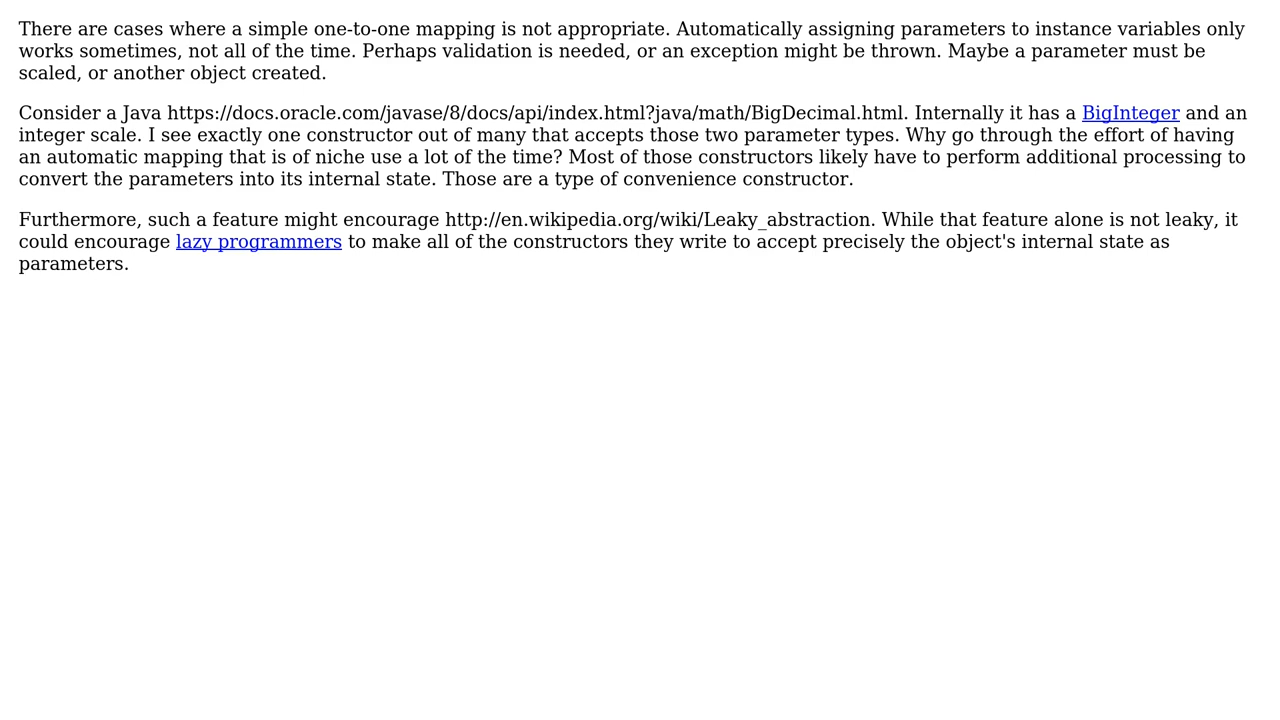 There are cases where a simple one-to-one mapping is not appropriate. Automatically assigning parameters to instance variables only
works sometimes, not all of the time. Perhaps validation is needed, or an exception might be thrown. Maybe a parameter must be
scaled, or another object created.
Consider a Java https://docs.oracle.com/javase/8/docs/api/index.html?java/math/BigDecimal.html. Internally it has a BigInteger and an
integer scale. I see exactly one constructor out of many that accepts those two parameter types. Why go through the effort of having
an automatic mapping that is of niche use a lot of the time? Most of those constructors likely have to perform additional processing to
convert the parameters into its internal state. Those are a type of convenience constructor.
Furthermore, such a feature might encourage http://en.wikipedia.org/wiki/Leaky_abstraction. While that feature alone is not leaky, it
could encourage lazy programmers to make all of the constructors they write to accept precisely the object's internal state as
parameters.